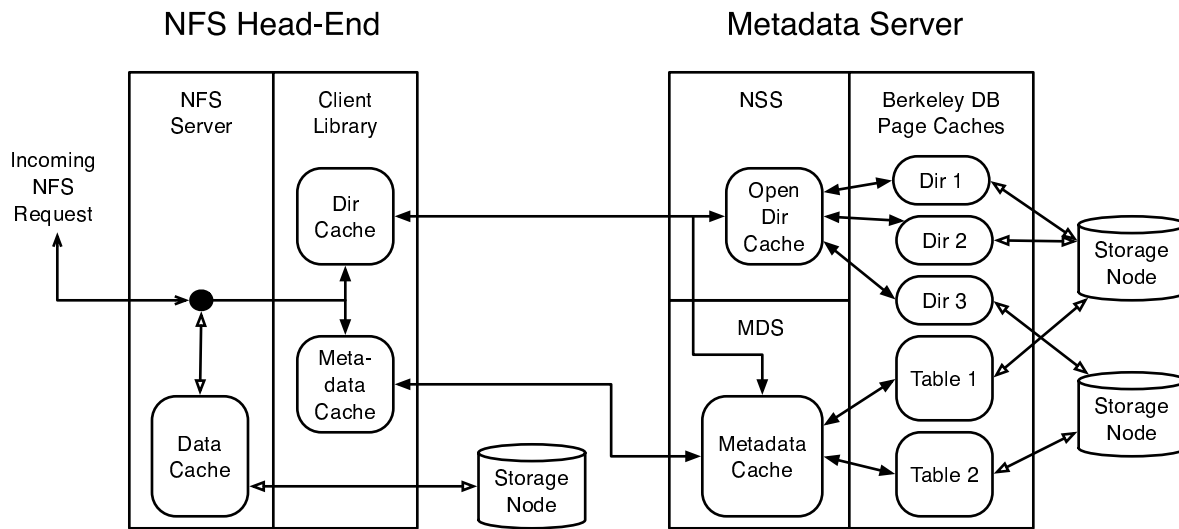 NFS Head-End
Metadata Server
NFS
Server
Client
Library
NSS
Berkeley DB
Page Caches
Incoming
NFS
Request
Dir
Cache
Open
Dir
Cache
Dir 1
Dir 2
Dir 3
Storage
Node
MDS
Meta-
data
Cache
Table 1
Data
Cache
Storage
Node
Metadata
Cache
Table 2
Storage
Node